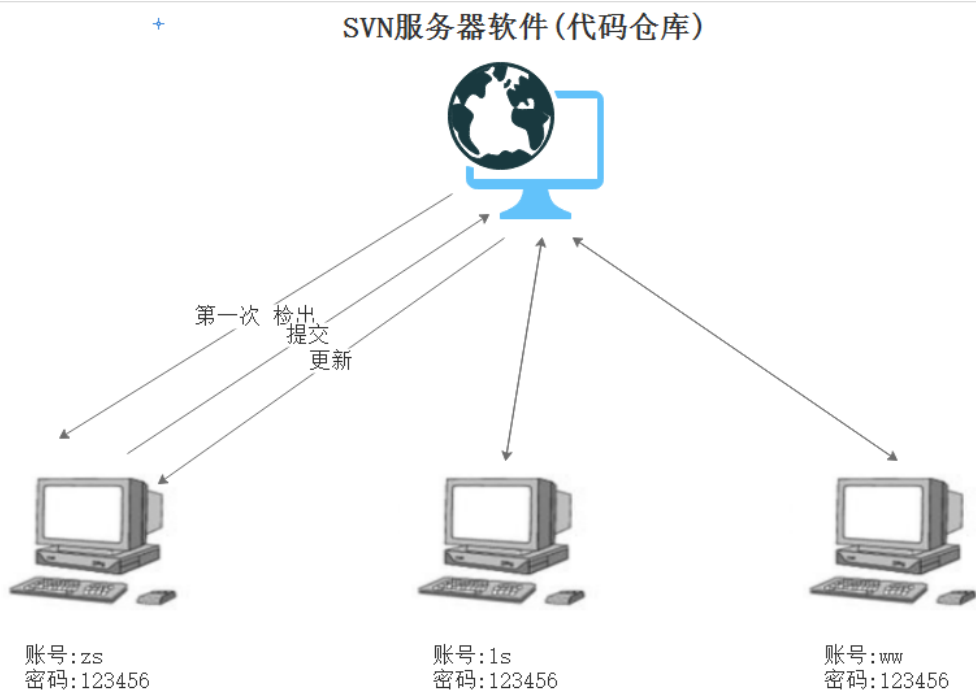 SVN服务器软件(代码仓库)
第一次 检出
提交
更新
账号:zs
密码:123456
账号:ls
密码:123456
账号:ww
密码:123456